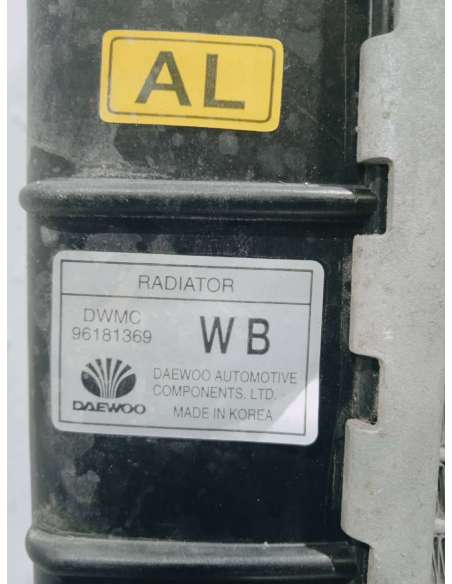 AL
RADIATOR
DWMC
96181369
WB
DAEWOO AUTOMOTIVE
COMPONENTS. LTD.
MADE IN KOREA
DAEWOO